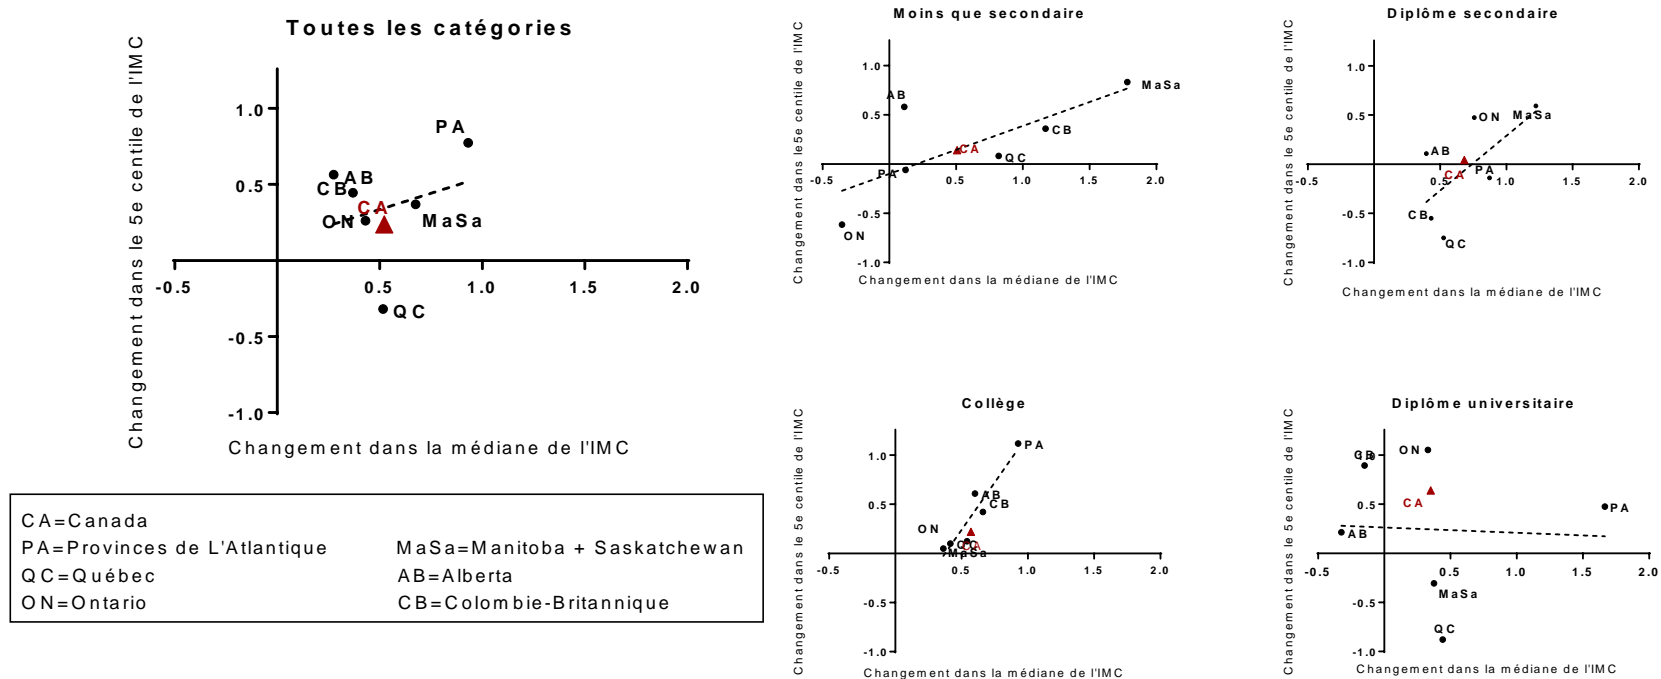 Toutes les catégories
Changement dans le 5e centile de l'IMC
1.0
0.5
-0.5
-1.0
-0.5
0.5
1.0
1.5
2.0
PA
AB
CB
CA
ON
MaSa
QC
Changement dans la médiane de l'IMC
CA=Canada
PA=Provinces de L'Atlantique
MaSa=Manitoba + Saskatchewan
QC=Québec
AB=Alberta
ON=Ontario
CB=Colombie-Britannique
Moins que secondaire
Changement dans le5e centile de l'IMC
1.0
0.5
-0.5
-1.0
-0.5
0.5
1.0
1.5
2.0
AB
MaSa
CB
CA
QC
PA
ON
Changement dans la médiane de l'IMC
Diplôme secondaire
Changement dans le 5e centile de l'IMC
1.0
0.5
-0.5
-1.0
-0.5
0.5
1.0
1.5
2.0
ON
MaSa
AB
PA
CA
CB
QC
Changement dans la médiane de l'IMC
Collège
Changement dans le 5e centile de l'IMC
1.0
0.5
-0.5
-1.0
-0.5
0.5
1.0
1.5
2.0
PA
AB
CB
ON
QC
CA
MaSa
Changement dans la médiane de l'IMC
Diplôme universitaire
Changement dans le 5e centile de l'IMC
1.0
0.5
-0.5
-1.0
-0.5
0.5
1.0
1.5
2.0
ON
CB
CA
PA
AB
MaSa
QC
Changement dans la médiane de l'IMC